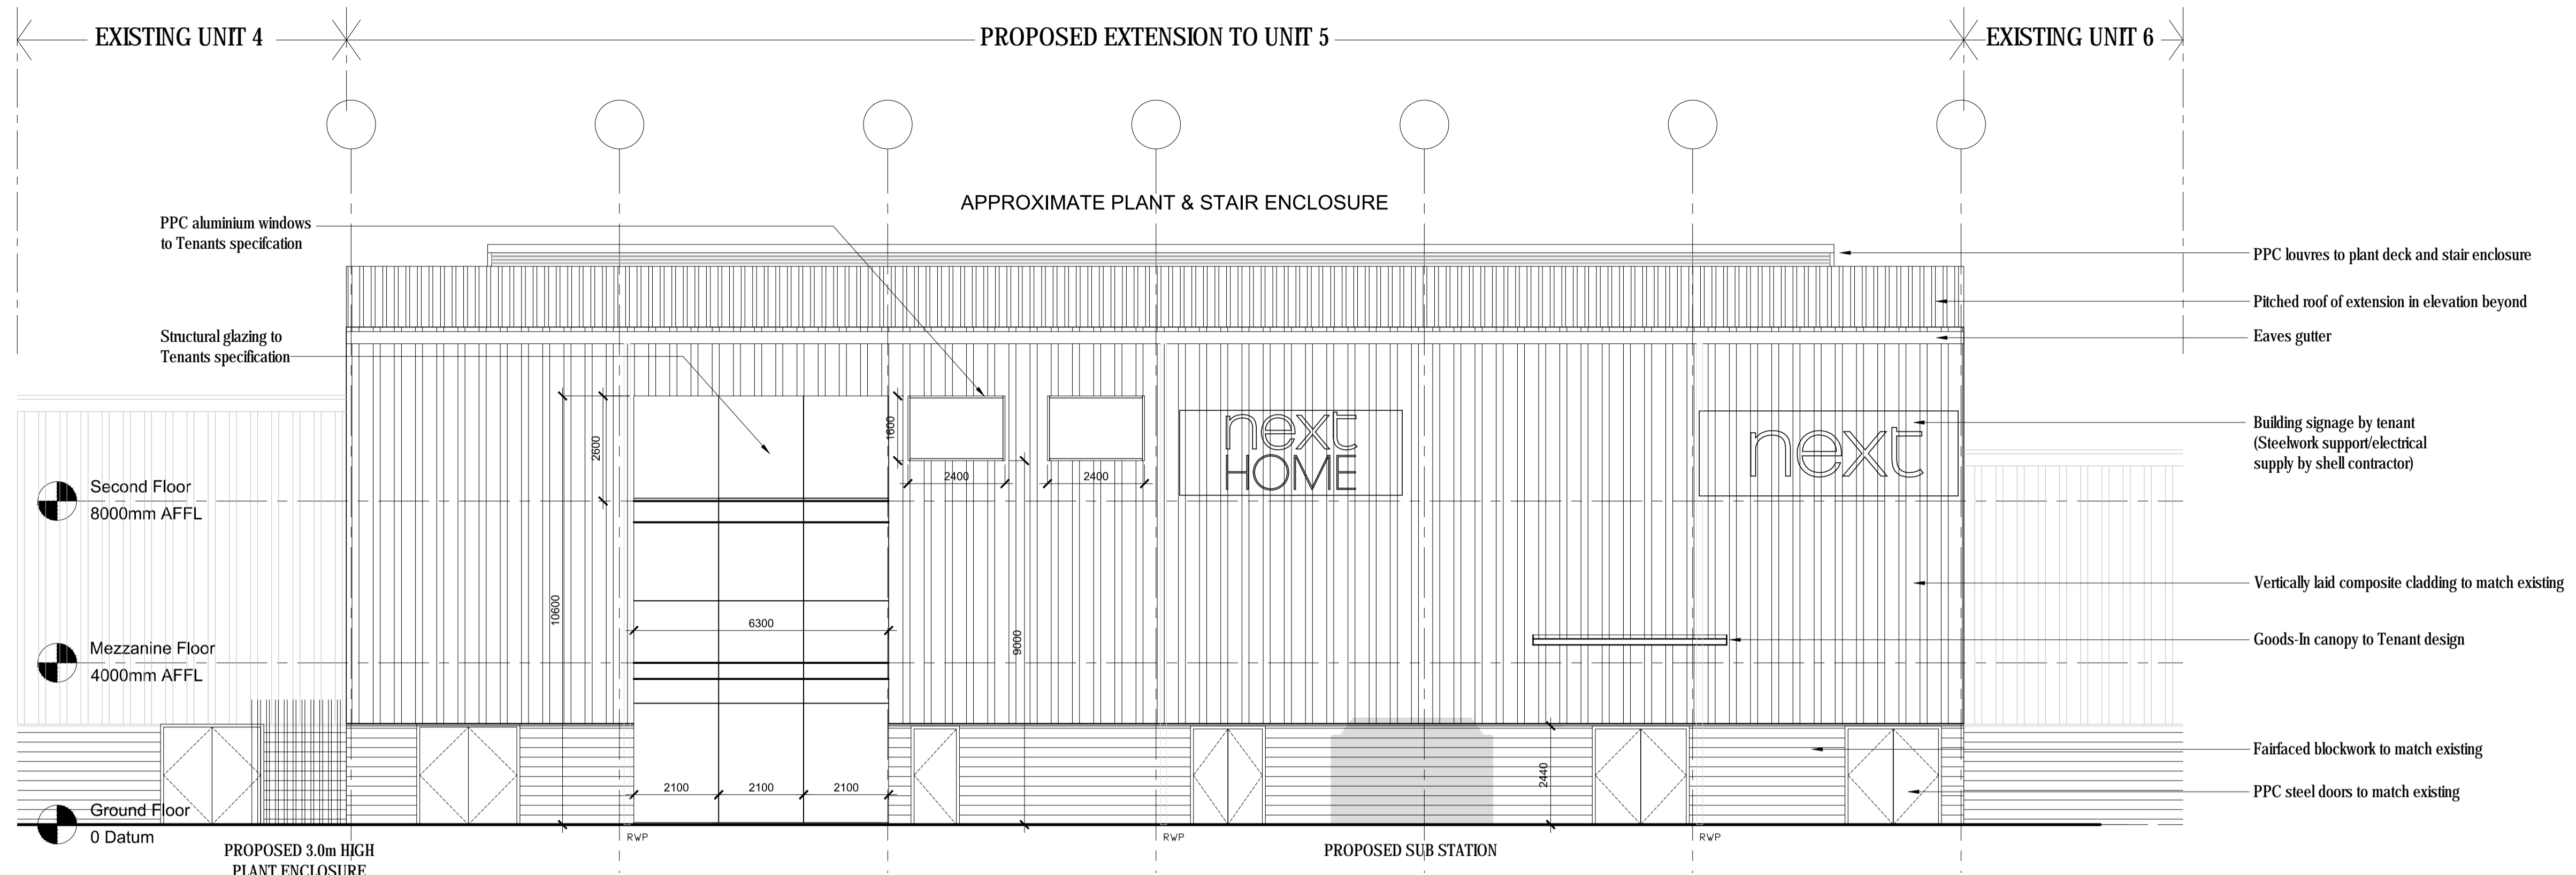 EXISTING UNIT 4
PROPOSED EXTENSION TO UNIT 5
EXISTING UNIT 6
APPROXIMATE PLANT & STAIR ENCLOSURE
PPC aluminium windows
to Tenants specifcation
Structural glazing to
Tenants specification
PPC louvres to plant deck and stair enclosure
Pitched roof of extension in elevation beyond
Eaves gutter
Building signage by tenant
(Steelwork support/electrical
supply by shell contractor)
Vertically laid composite cladding to match existing
Goods-In canopy to Tenant design
Fairfaced blockwork to match existing
PPC steel doors to match existing
next
HOME
next
Second Floor
8000mm AFFL
Mezzanine Floor
4000mm AFFL
Ground Floor
0 Datum
10600
2600
1600
2400
2400
9000
6300
2100
2100
2100
2440
RWP
RWP
RWP
PROPOSED 3.0m HIGH
PLANT ENCLOSURE
PROPOSED SUB STATION